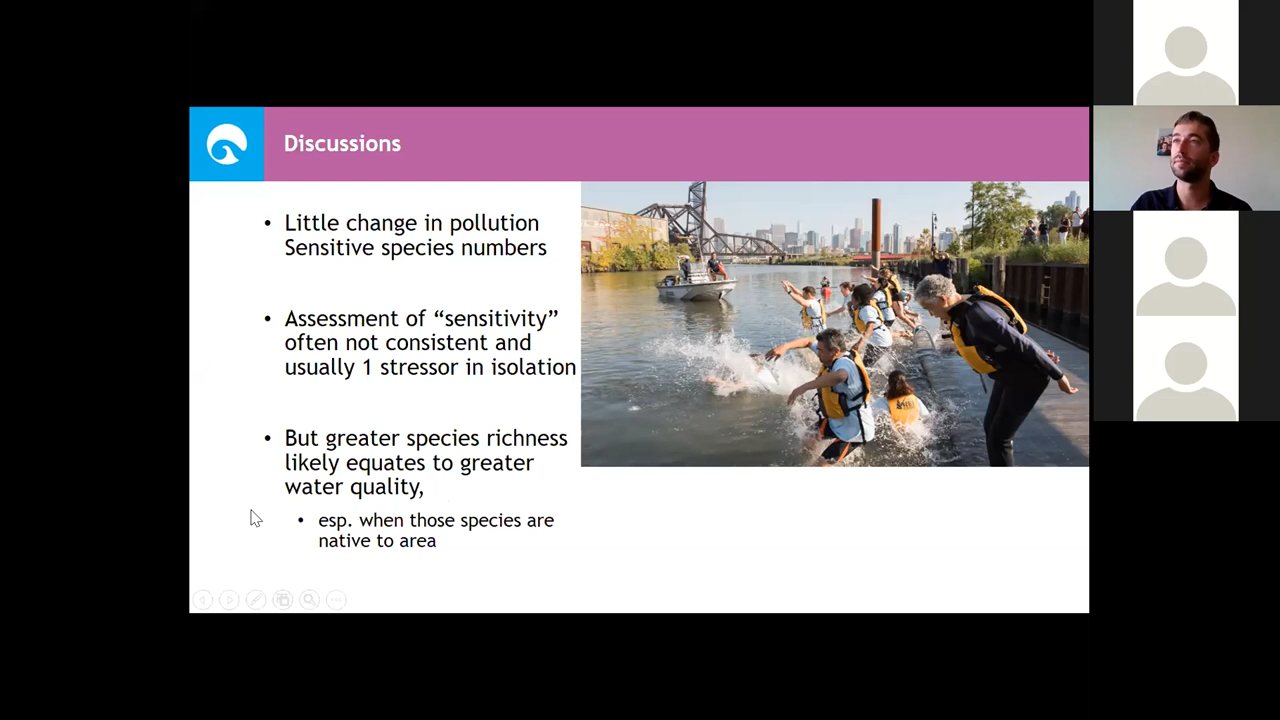 Discussions
• Little change in pollution
Sensitive species numbers
• Assessment of “sensitivity”
often not consistent and
usually 1 stressor in isolation
• But greater species richness
likely equates to greater
water quality,
• esp. when those species are
native to area